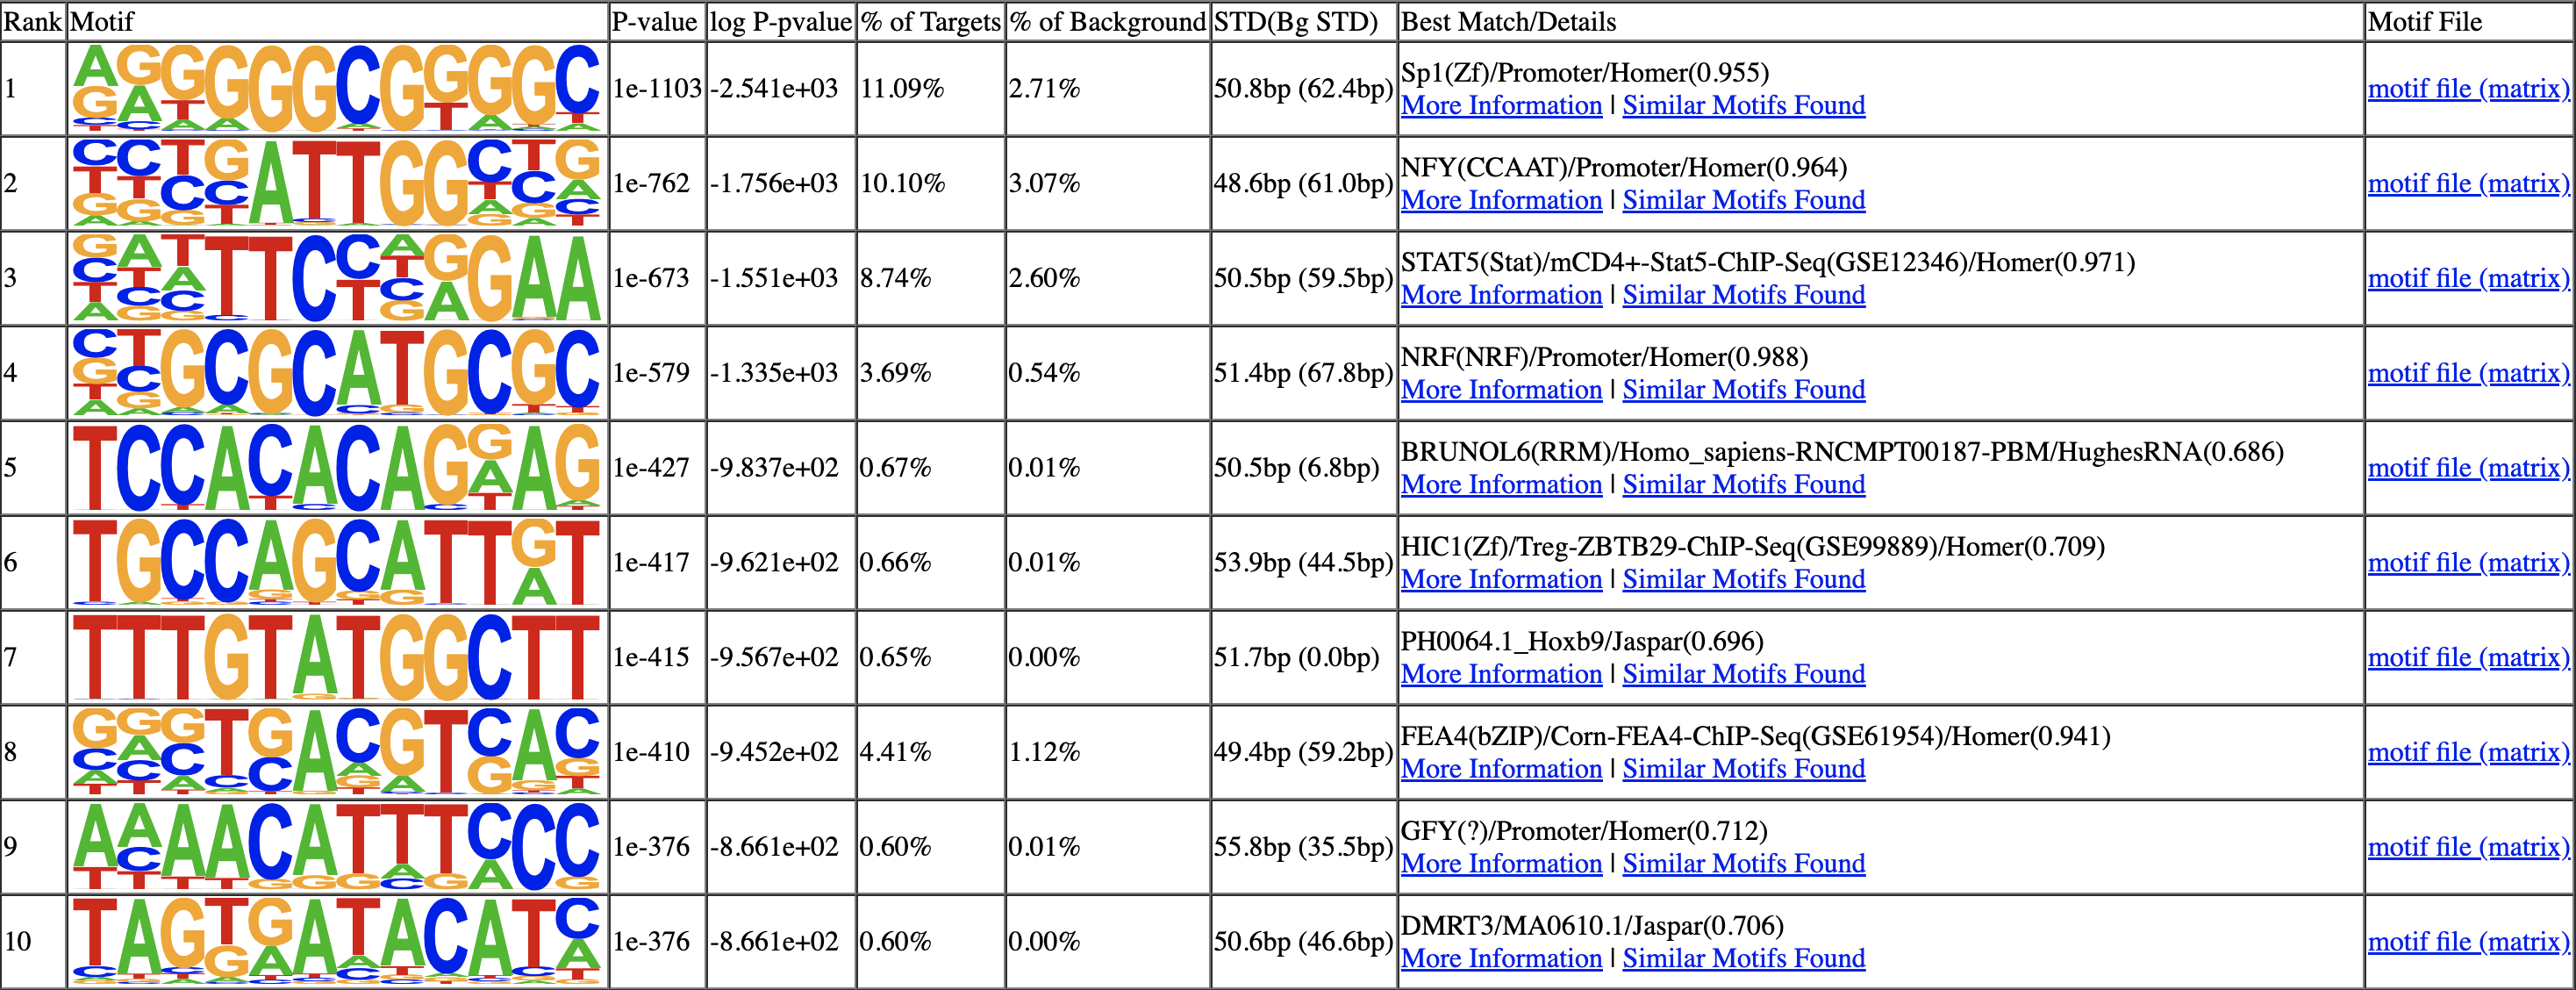 Rank Motif P-value log P-pvalue % of Targets % of Background STD(Bg STD) Best Match/Details Motif File
1 1e-1103 -2.541e+03 11.09% 2.71% 50.8bp (62.4bp) Sp1(Zf)/Promoter/Homer(0.955)
More Information | Similar Motifs Found motif file (matrix)
2 1e-762 -1.756e+03 10.10% 3.07% 48.6bp (61.0bp) NFY(CCAAT)/Promoter/Homer(0.964)
More Information | Similar Motifs Found motif file (matrix)
3 1e-673 -1.551e+03 8.74% 2.60% 50.5bp (59.5bp) STAT5(Stat)/mCD4+-Stat5-ChIP-Seq(GSE12346)/Homer(0.971)
More Information | Similar Motifs Found motif file (matrix)
4 1e-579 -1.335e+03 3.69% 0.54% 51.4bp (67.8bp) NRF(NRF)/Promoter/Homer(0.988)
More Information | Similar Motifs Found motif file (matrix)
5 1e-427 -9.837e+02 0.67% 0.01% 50.5bp (6.8bp) BRUNOL6(RRM)/Homo_sapiens-RNCMPT00187-PBM/HughesRNA(0.686)
More Information | Similar Motifs Found motif file (matrix)
6 1e-417 -9.621e+02 0.66% 0.01% 53.9bp (44.5bp) HIC1(Zf)/Treg-ZBTB29-ChIP-Seq(GSE99889)/Homer(0.709)
More Information | Similar Motifs Found motif file (matrix)
7 TTTGTATGGCTT 1e-415 -9.567e+02 0.65% 0.00% 51.7bp (0.0bp) PH0064.1_Hoxb9/Jaspar(0.696)
More Information | Similar Motifs Found motif file (matrix)
8 1e-410 -9.452e+02 4.41% 1.12% 49.4bp (59.2bp) FEA4(bZIP)/Corn-FEA4-ChIP-Seq(GSE61954)/Homer(0.941)
More Information | Similar Motifs Found motif file (matrix)
9 1e-376 -8.661e+02 0.60% 0.01% 55.8bp (35.5bp) GFY(?)/Promoter/Homer(0.712)
More Information | Similar Motifs Found motif file (matrix)
10 1e-376 -8.661e+02 0.60% 0.00% 50.6bp (46.6bp) DMRT3/MA0610.1/Jaspar(0.706)
More Information | Similar Motifs Found motif file (matrix)